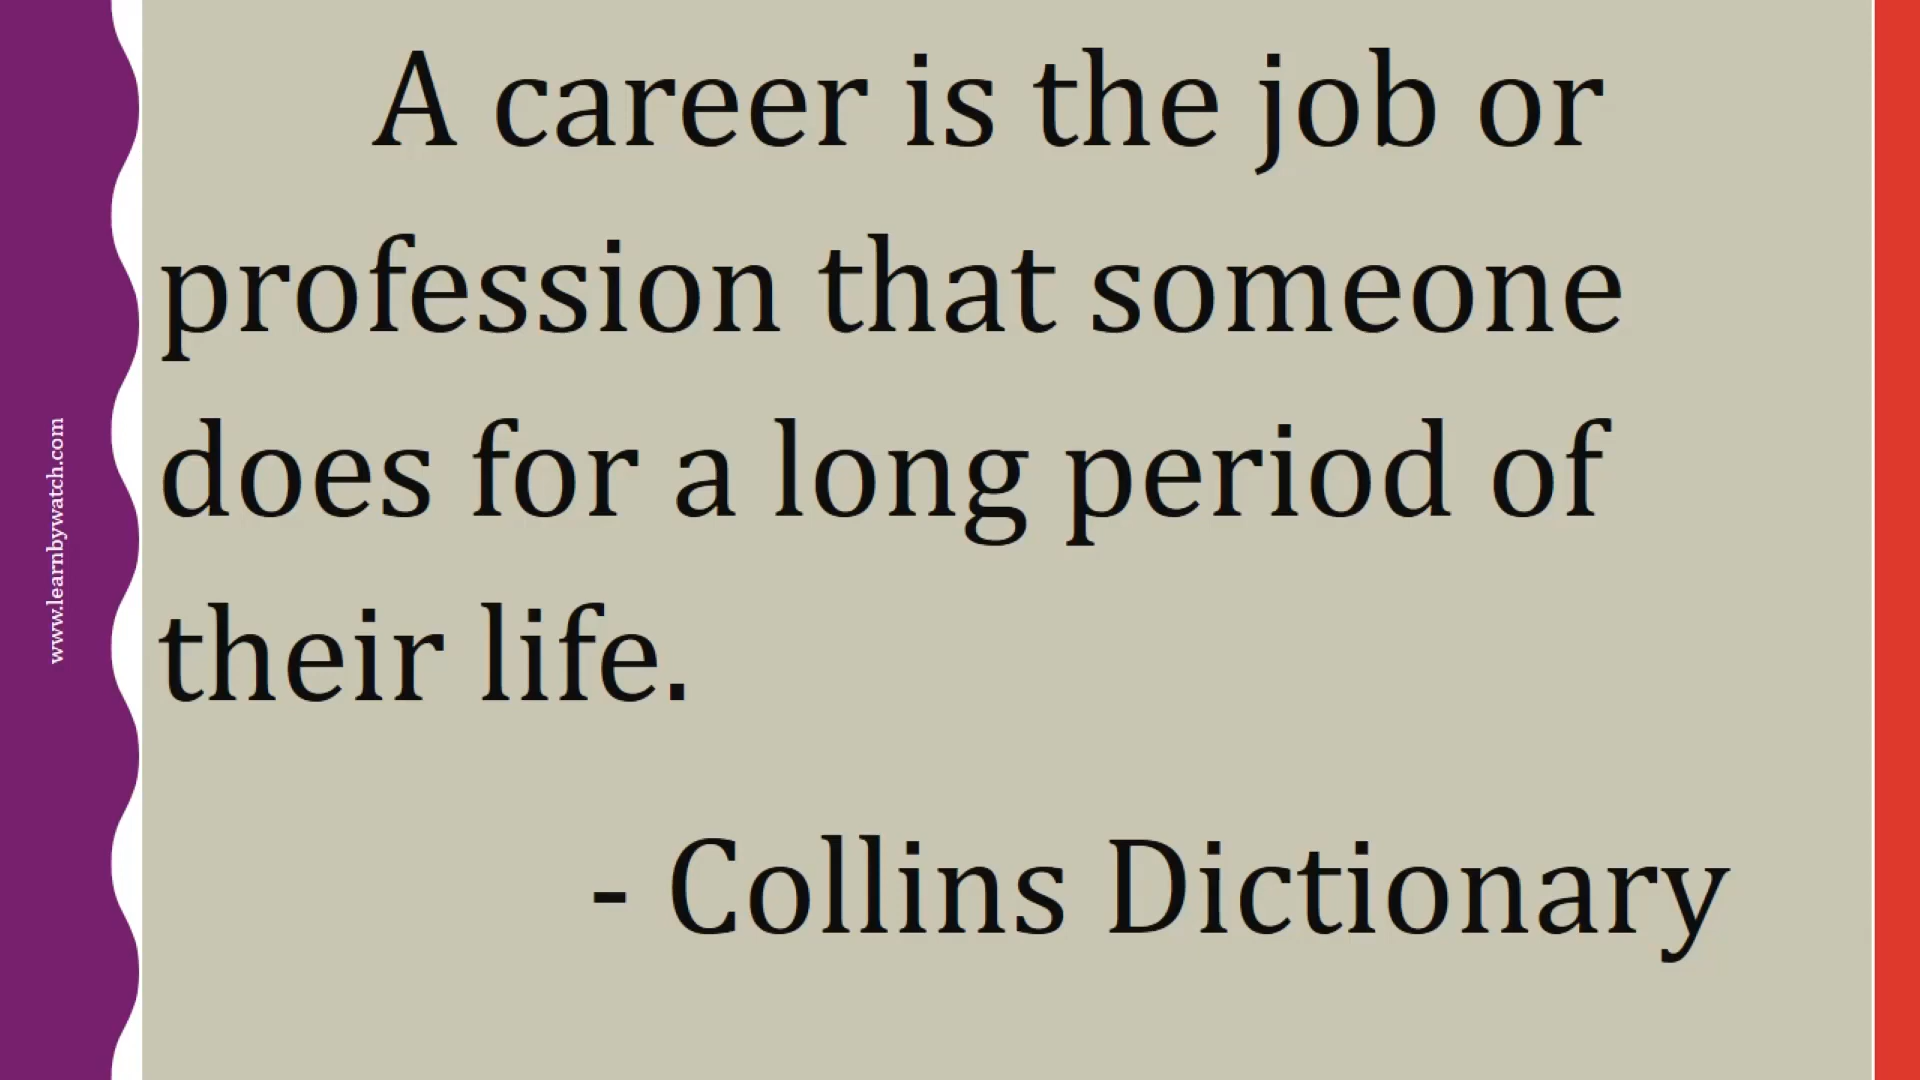 A career is the job or
profession that someone
does for a long period of
their life.
- Collins Dictionary
www.learnbywatch.com